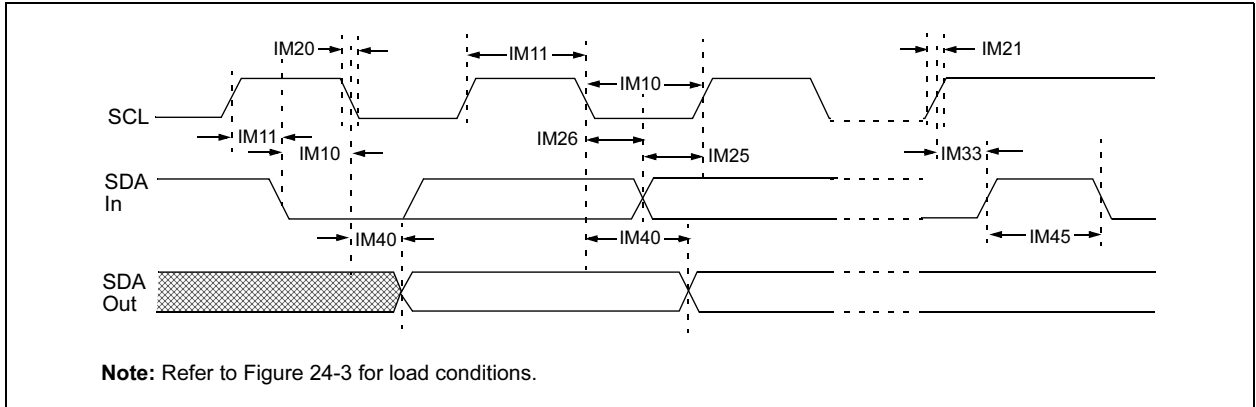 IM20
IM11
IM21
IM10
SCL
IM11
IM26
IM10
IM25
IM33
SDA
In
IM40
IM40
IM45
SDA
Out
Note: Refer to Figure 24-3 for load conditions.